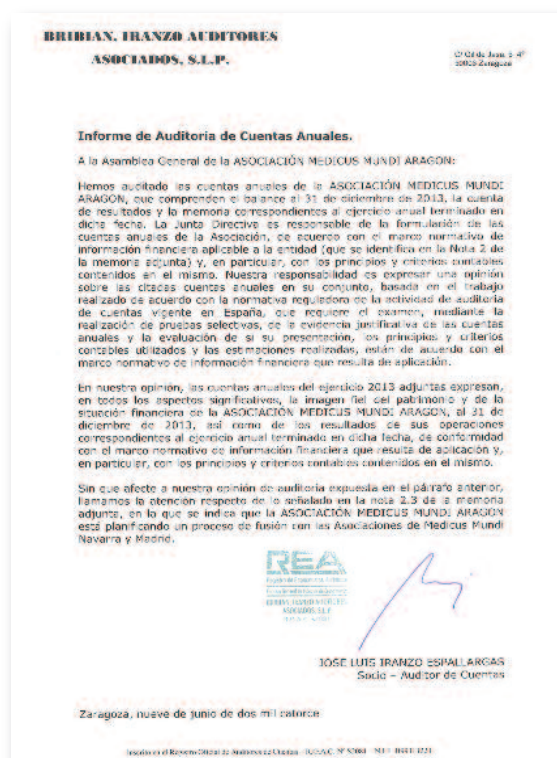 BRIBIAN, IRANZO AUDITORES
ASOCIADOS, S.L.P.
Zaragoza
Informe de Auditoria de Cuentas Anuales.
A la Asamblea General de la ASOCIACIÓN MEDICUS MUNDI ARAGON:
Hemos auditado las cuentas anuales de la ASOCIACIÓN MEDICUS MUNDI
ARAGON, que comprenden el balance al 31 de diciembre de 2013, la cuenta
de resultados y la memoria correspondientes al ejercicio anual terminado en
dicha fecha. La Junta Directiva es responsable de la formulación de las
cuentas anuales de la Asociación, de acuerdo con el marco normativo de
información financiera aplicable a la entidad (que se identifica en la Nota 2 de
la memoria adjunta) y, en particular, con los principios y criterios contables
contenidos en el mismo. Nuestra responsabilidad es expresar una opinión
sobre las citadas cuentas anuales en su conjunto, basada en el trabajo
realizado de acuerdo con la normativa reguladora de la actividad de auditoría
de cuentas vigente en España, que requiere el examen, mediante la
realización de pruebas selectivas, de la evidencia justificativa de las cuentas
anuales y la evaluación de si su presentación, los principios y criterios
contables utilizados y las estimaciones realizadas, están de acuerdo con el
marco normativo de información financiera que resulta de aplicación.
En nuestra opinión, las cuentas anuales del ejercicio 2013 adjuntas expresan,
en todos los aspectos significativos, la imagen fiel del patrimonio y de la
situación financiera de la ASOCIACIÓN MEDICUS MUNDI ARAGON, al 31 de
diciembre de 2013, así como de los resultados de sus operaciones
correspondientes al ejercicio anual terminado en dicha fecha, de conformidad
con el marco normativo de información financiera que resulta de aplicación y,
en particular, con los principios y criterios contables contenidos en el mismo.
Sin que afecte a nuestra opinión de auditoría expuesta en el párrafo anterior,
llamamos la atención respecto de lo señalado en la nota 2.3 de la memoria
adjunta, en la que se indica que la ASOCIACIÓN MEDICUS MUNDI ARAGON
está planificando un proceso de fusión con las Asociaciones de Medicus Mundi
Navarra y Madrid.
REA
ASOCIADOS, S.L.P.
JOSE LUIS IRANZO ESPALLARGAS
Socio – Auditor de Cuentas
Zaragoza, nueve de junio de dos mil catorce
Inscrito en el Registro Oficial de Auditores de Cuentas